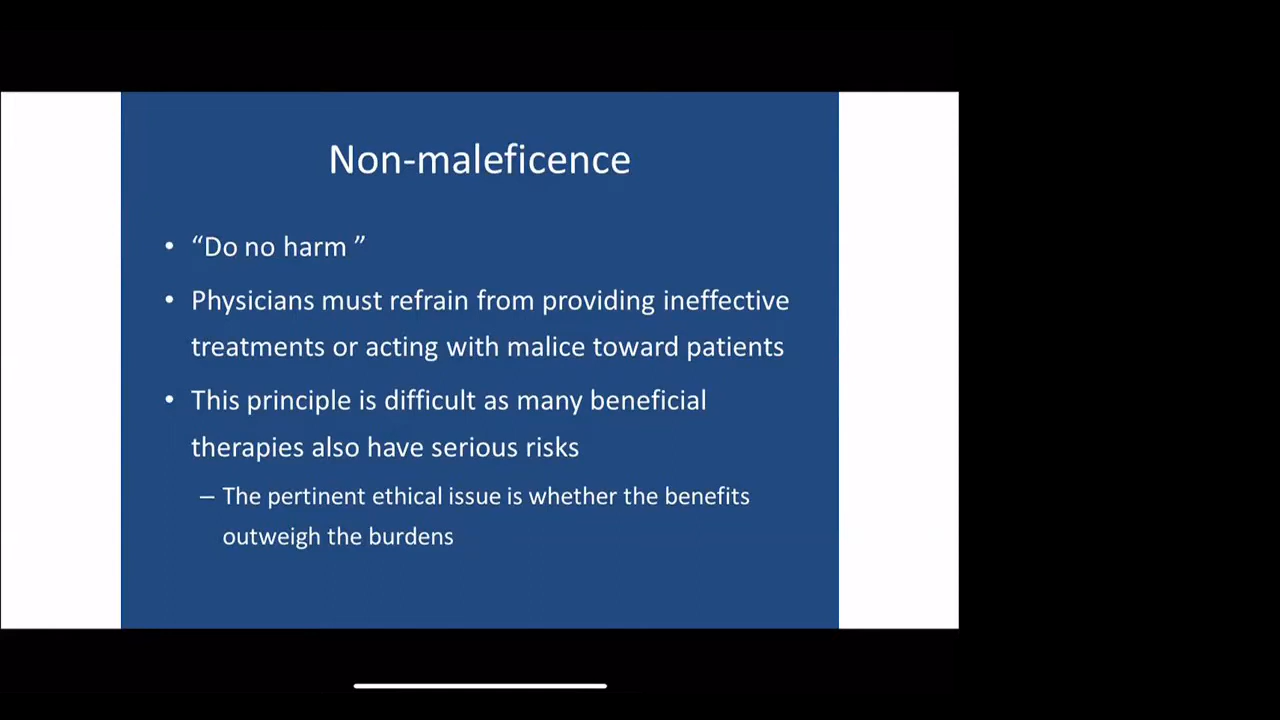 Non-maleficence
• “Do no harm ”
• Physicians must refrain from providing ineffective
treatments or acting with malice toward patients
• This principle is difficult as many beneficial
therapies also have serious risks
– The pertinent ethical issue is whether the benefits
outweigh the burdens